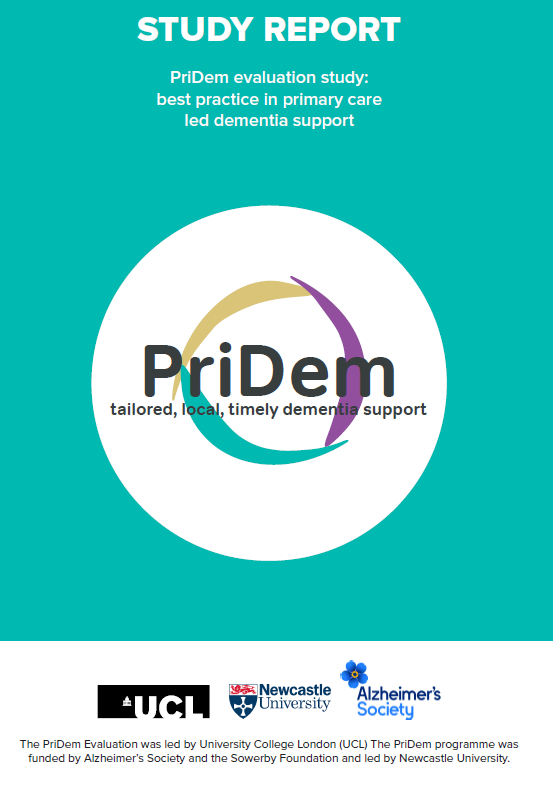 STUDY REPORT
PriDem evaluation study:
best practice in primary care
led dementia support
PriDem
tailored, local, timely dementia support
UCL
Newcastle
University
Alzheimer's
Society
The PriDem Evaluation was led by University College London (UCL) The PriDem programme was
funded by Alzheimer's Society and the Sowerby Foundation and led by Newcastle University.